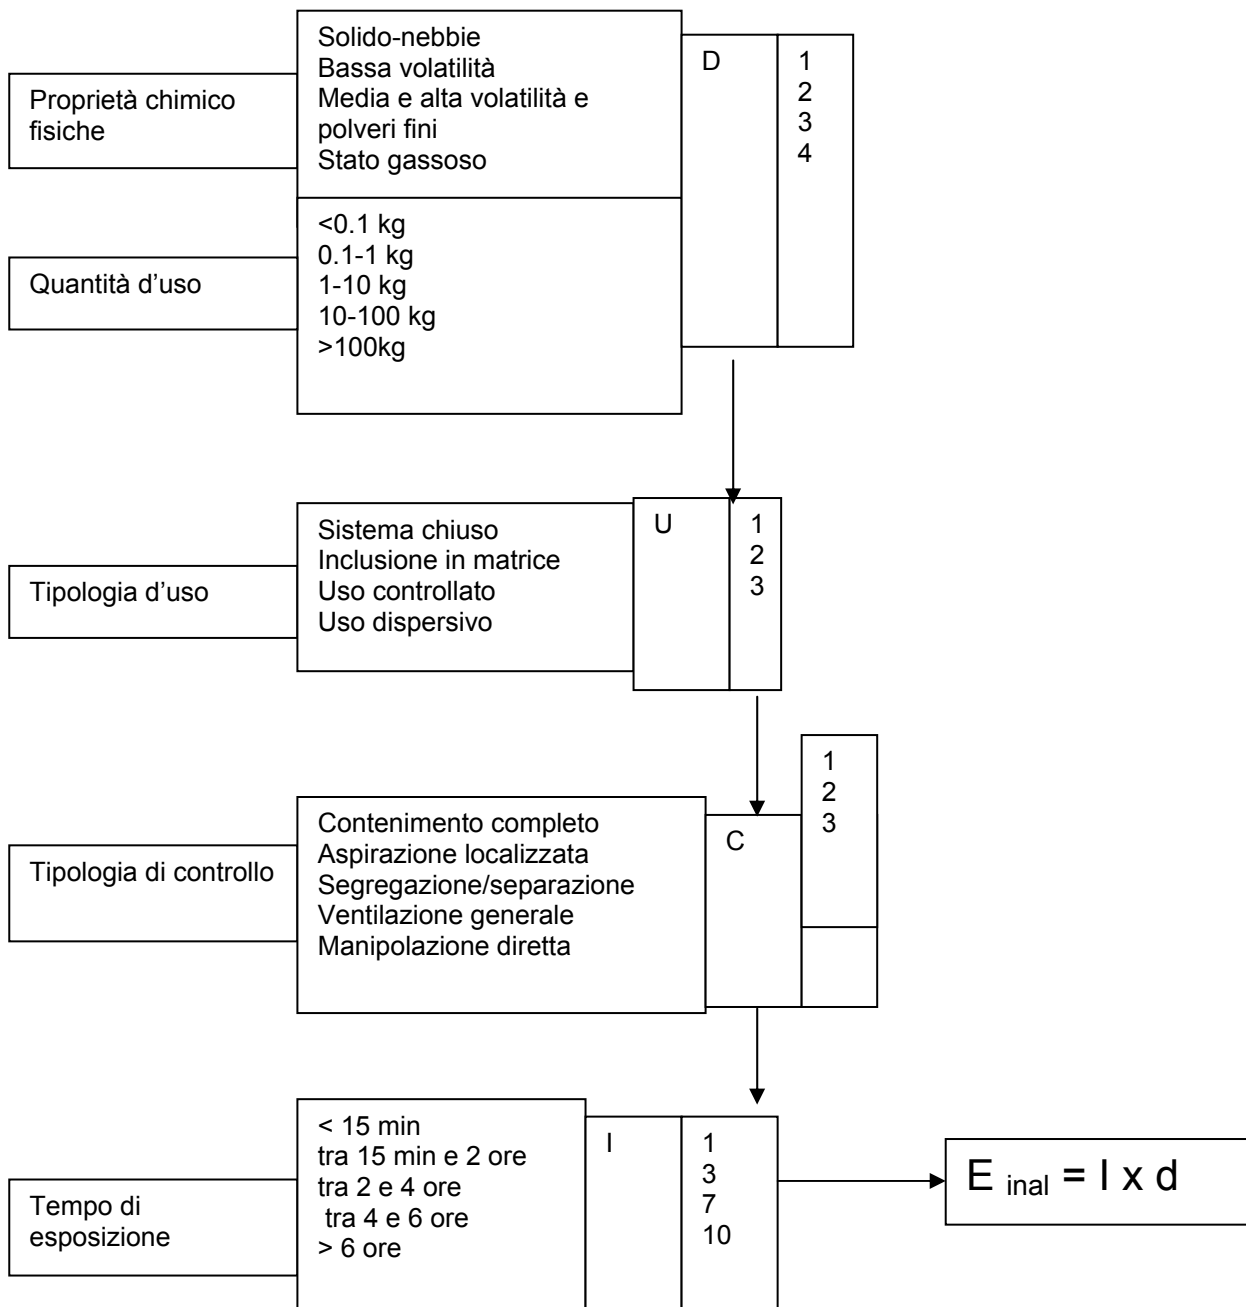 Proprietà chimico
fisiche
Solido-nebbie
Bassa volatilità
Media e alta volatilità e
polveri fini
Stato gassoso
D
1
2
3
4
Quantità d’uso
<0.1 kg
0.1-1 kg
1-10 kg
10-100 kg
>100kg
Tipologia d’uso
Sistema chiuso
Inclusione in matrice
Uso controllato
Uso dispersivo
U
1
2
3
Tipologia di controllo
Contenimento completo
Aspirazione localizzata
Segregazione/separazione
Ventilazione generale
Manipolazione diretta
C
1
2
3
Tempo di
esposizione
< 15 min
tra 15 min e 2 ore
tra 2 e 4 ore
tra 4 e 6 ore
> 6 ore
I
1
3
7
10
E inal = I x d